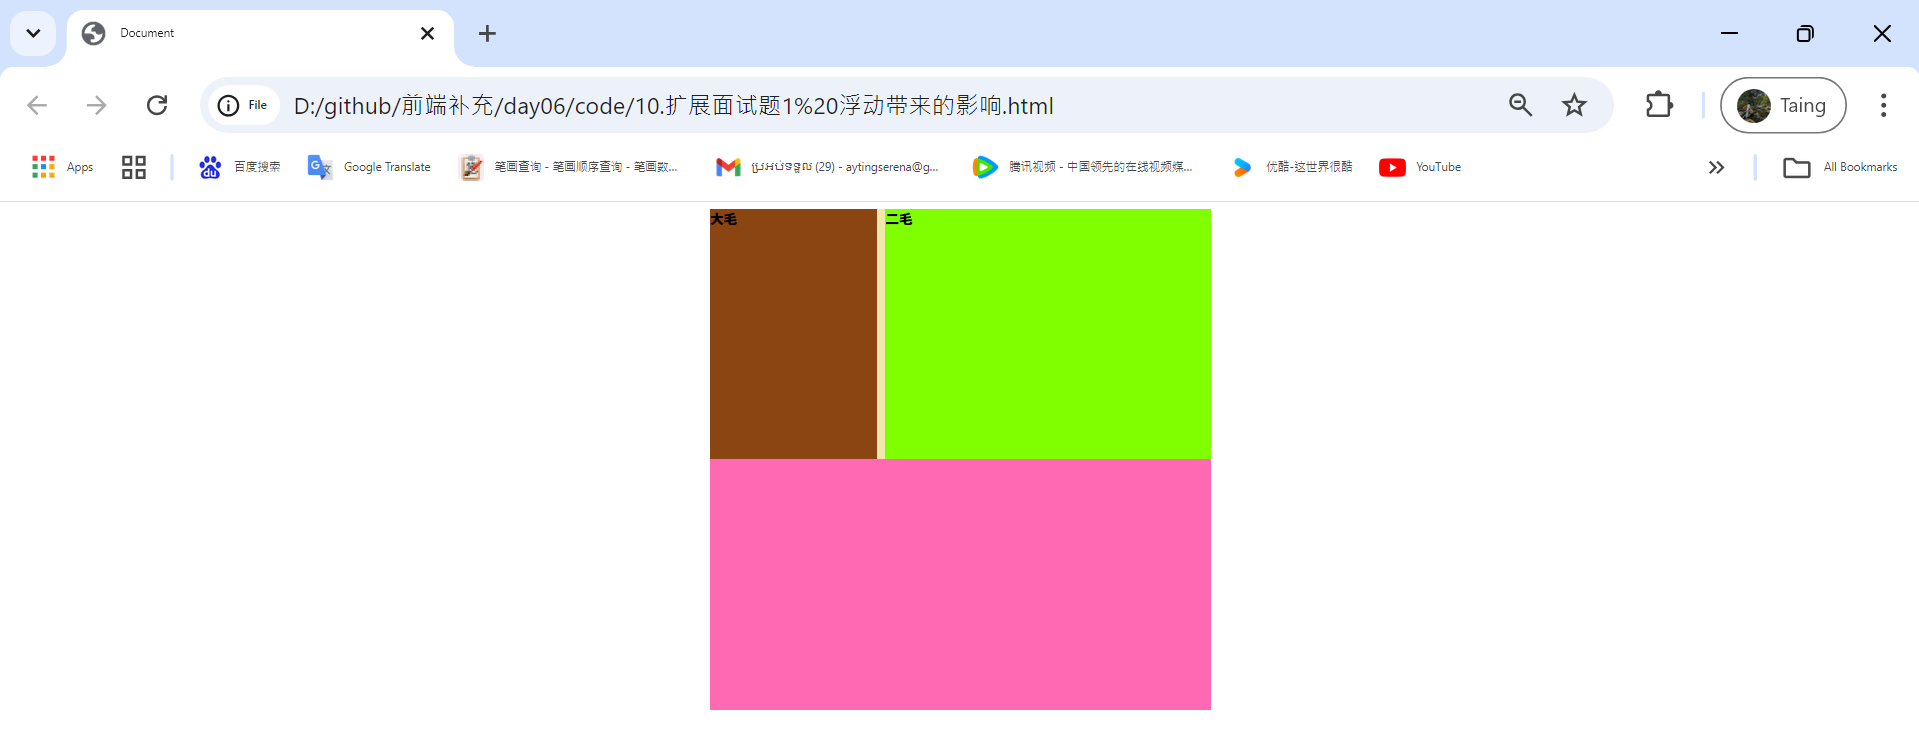 Document
File
D:/github/前端补充/day06/code/10.扩展面试题1%20浮动带来的影响.html
Taing
Apps
百度搜索
Google Translate
笔画查询 - 笔画顺序查询 - 笔画数...
ប្រអប់ទទួល (29) - aytingserena@g...
腾讯视频 - 中国领先的在线视频媒...
优酷-这世界很酷
YouTube
All Bookmarks
大毛
二毛